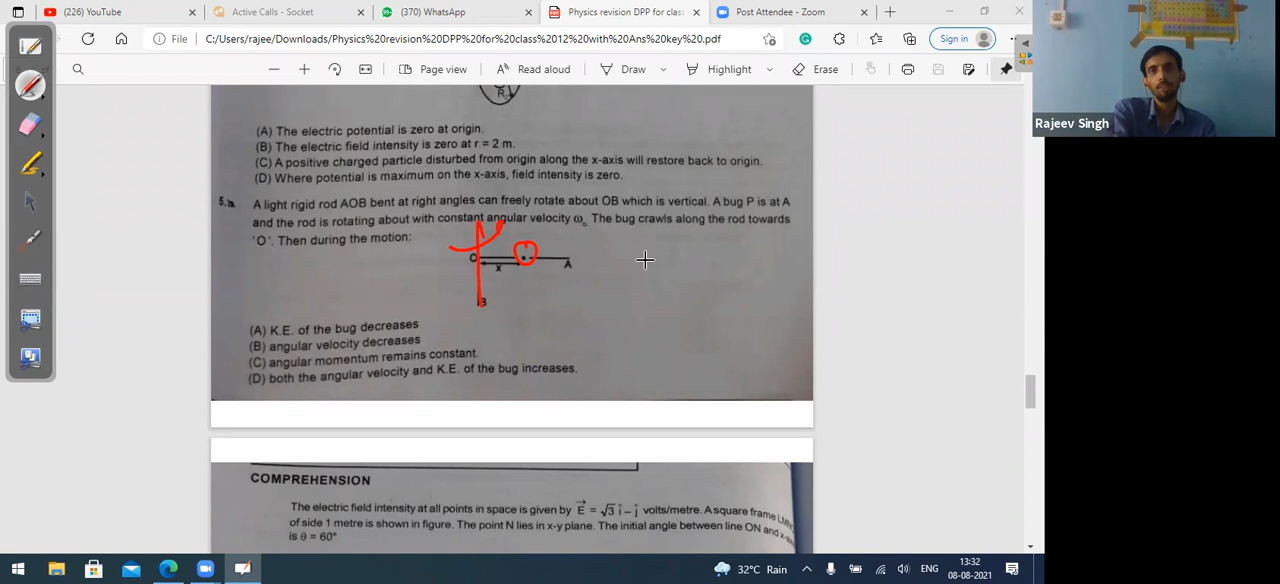 (226) YouTube
Active Calls - Socket
(370) WhatsApp
Physics revision DPP for class
Post Attendee - Zoom
File
C:/Users/rajee/Downloads/Physics%20revision%20DPP%20for%20class%2012%20with%20Ans%20key%20.pdf
Sign in
Page view
Read aloud
Draw
Highlight
Erase
Rajeev Singh
R
(A) The electric potential is zero at origin.
(B) The electric field intensity is zero at r = 2 m.
(C) A positive charged particle disturbed from origin along the x-axis will restore back to origin.
(D) Where potential is maximum on the x-axis, field intensity is zero.
5. A light rigid rod AOB bent at right angles can freely rotate about OB which is vertical. A bug P is at A
and the rod is rotating about with constant angular velocity ω₀. The bug crawls along the rod towards
'O'. Then during the motion:
O
x
A
B
(A) K.E. of the bug decreases
(B) angular velocity decreases
(C) angular momentum remains constant.
(D) both the angular velocity and K.E. of the bug increases.
COMPREHENSION
The electric field intensity at all points in space is given by E⃗ = √3 i − j volts/metre. A square frame
of side 1 metre is shown in figure. The point N lies in x-y plane. The initial angle between line ON and
is θ = 60°
32°C Rain
ENG
13:32
08-08-2021